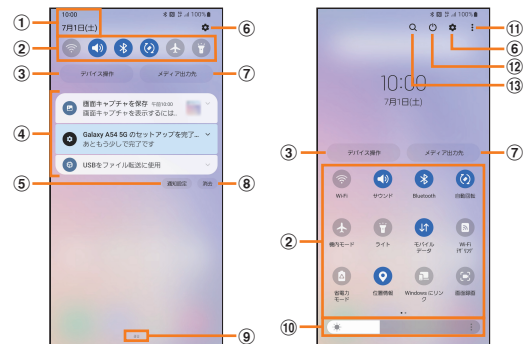 ① 10:00 100%
7月1日(土) ⑥
②
③ デバイス操作 メディア出力先 ⑦
④ 画面キャプチャを保存 午前10:00
画面キャプチャを表示するには..
Galaxy A54 5G のセットアップを完了...
あともう少しで完了です
USBをファイル転送に使用
⑤ 通知設定 消去 ⑧
⑨
100%
⑪
⑥
⑫
⑬
10:00
7月1日(土)
③ デバイス操作 メディア出力先 ⑦
②
Wi-Fi サウンド Bluetooth 自動回転
機内モード ライト モバイル
データ Wi-Fi
テザリング
省電力
モード 位置情報 Windows にリン
ク 画面録画
⑩